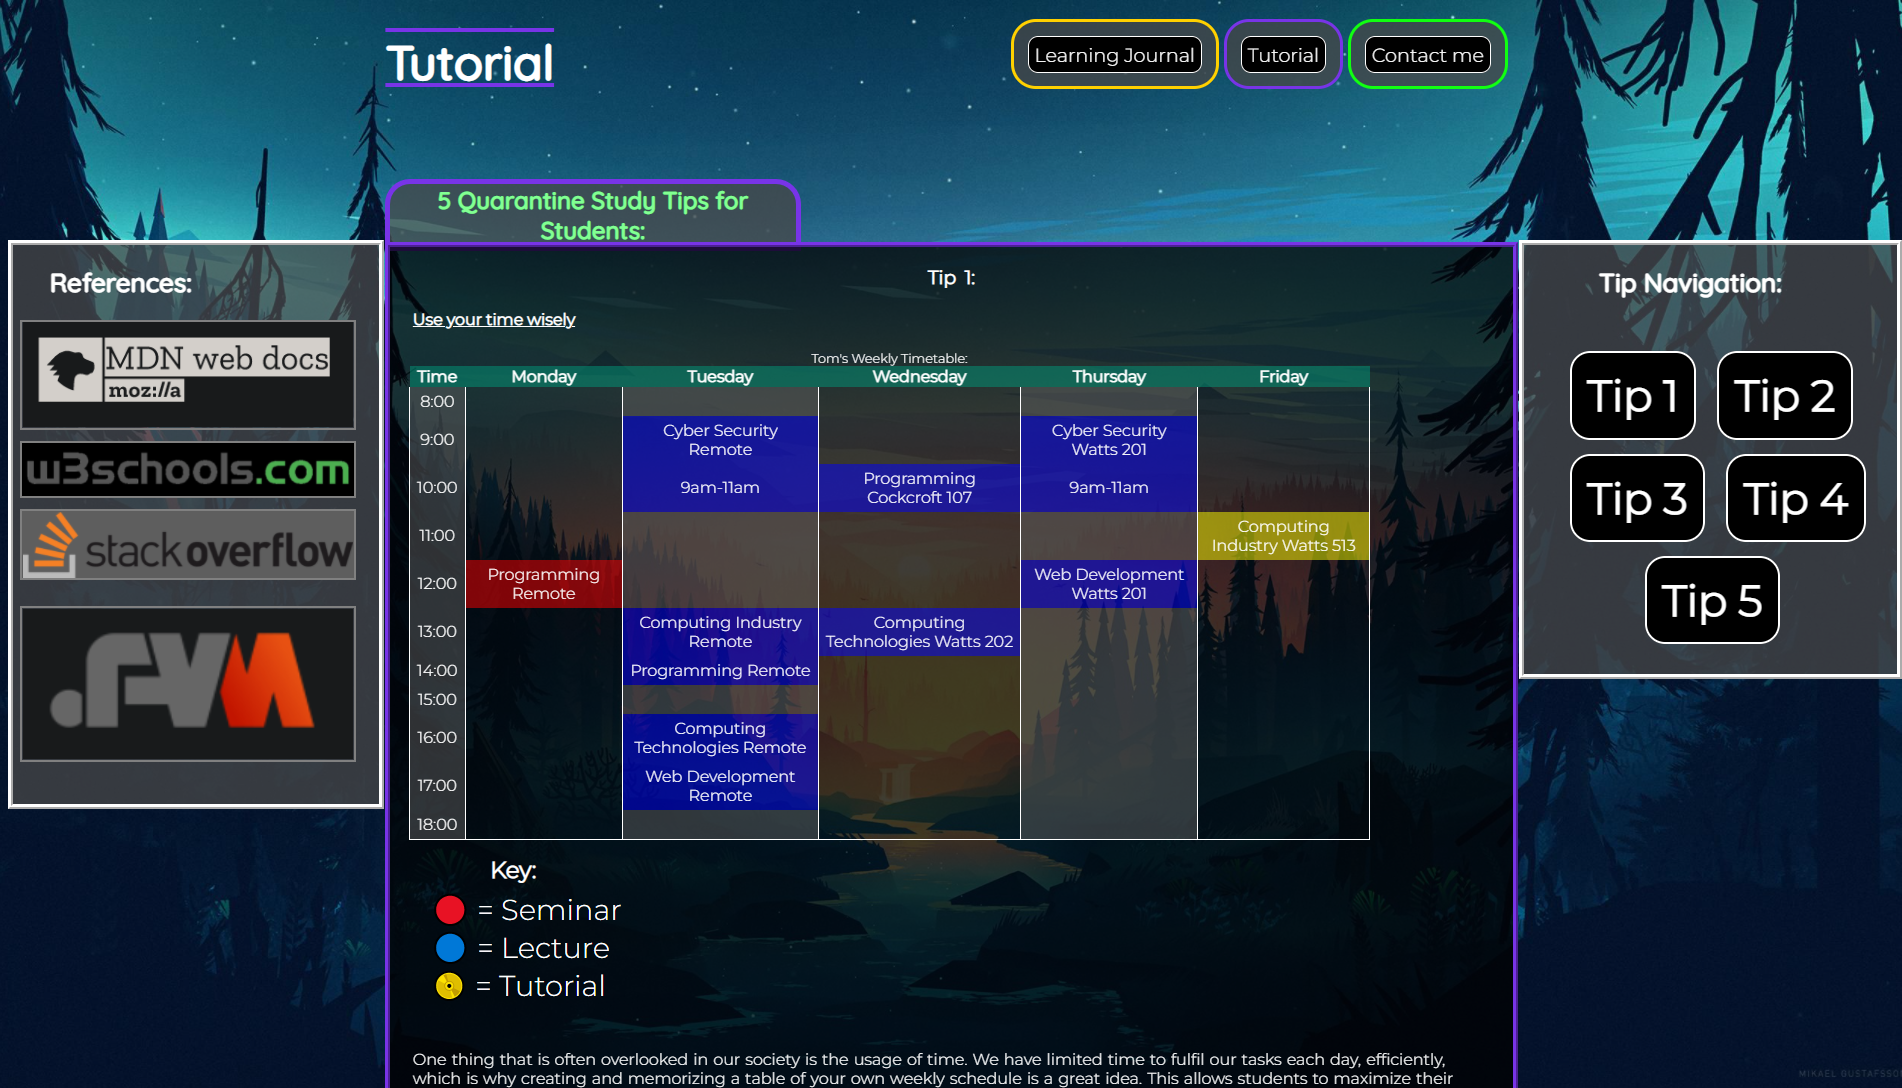 Tutorial
Learning Journal
Tutorial
Contact me
5 Quarantine Study Tips for
Students:
References:
MDN web docs
moz://a
w3schools.com
stackoverflow
Tip 1:
Use your time wisely
Tom's Weekly Timetable:
Time Monday Tuesday Wednesday Thursday Friday
8:00
9:00
Cyber Security
Remote
Cyber Security
Watts 201
10:00
9am-11am
Programming
Cockcroft 107
9am-11am
11:00
Computing
Industry Watts 513
12:00
Programming
Remote
Web Development
Watts 201
13:00
Computing Industry
Remote
Computing
Technologies Watts 202
14:00
Programming Remote
15:00
16:00
Computing
Technologies Remote
17:00
Web Development
Remote
18:00
Key:
= Seminar
= Lecture
= Tutorial
One thing that is often overlooked in our society is the usage of time. We have limited time to fulfil our tasks each day, efficiently,
which is why creating and memorizing a table of your own weekly schedule is a great idea. This allows students to maximize their
Tip Navigation:
Tip 1
Tip 2
Tip 3
Tip 4
Tip 5